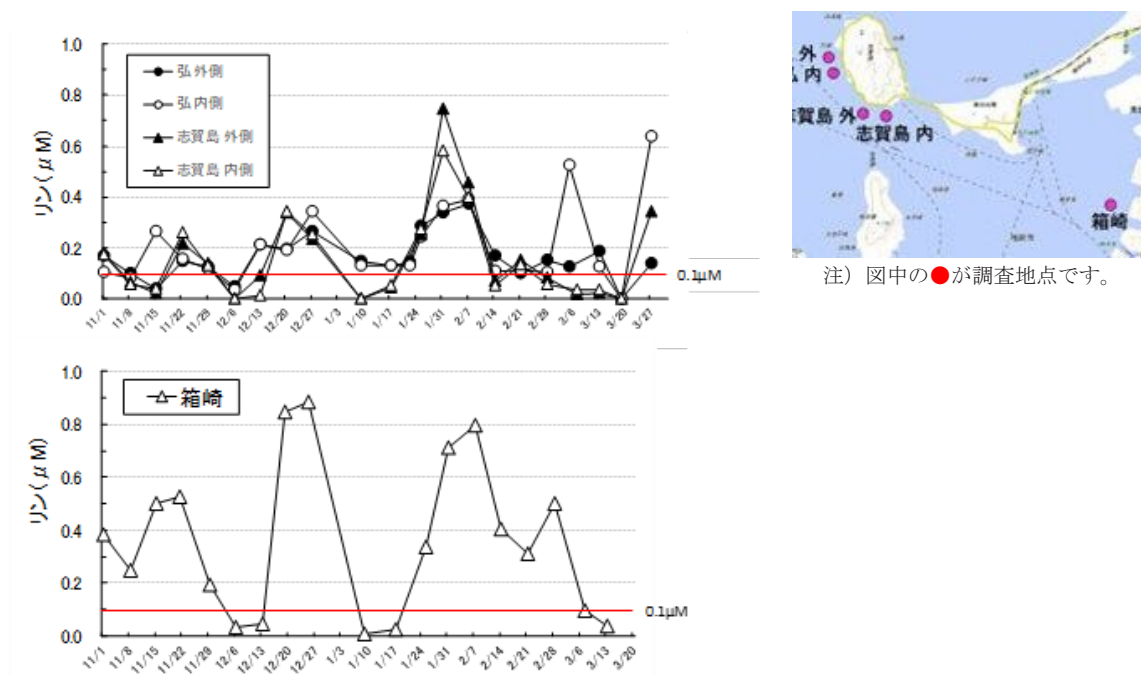 リン(μM)
1.0
0.8
0.6
0.4
0.2
0.0
弘 外側
弘 内側
志賀島 外側
志賀島 内側
0.1μM
11/1 11/8 11/15 11/22 11/29 12/6 12/13 12/20 12/27 1/3 1/10 1/17 1/24 1/31 2/7 2/14 2/21 2/28 3/6 3/13 3/20 3/27
外
弘 内
賀島 外
志賀島 内
箱崎
注）図中の●が調査地点です。
リン(μM)
1.0
0.8
0.6
0.4
0.2
0.0
箱崎
0.1μM
11/1 11/8 11/15 11/22 11/29 12/6 12/13 12/20 12/27 1/3 1/10 1/17 1/24 1/31 2/7 2/14 2/21 2/28 3/6 3/13 3/20